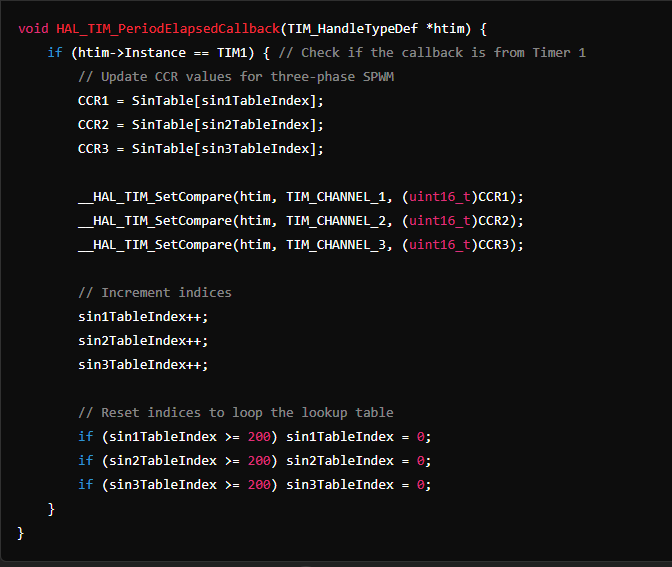 void HAL_TIM_PeriodElapsedCallback(TIM_HandleTypeDef *htim) {
    if (htim->Instance == TIM1) { // Check if the callback is from Timer 1
        // Update CCR values for three-phase SPWM
        CCR1 = SinTable[sin1TableIndex];
        CCR2 = SinTable[sin2TableIndex];
        CCR3 = SinTable[sin3TableIndex];

        __HAL_TIM_SetCompare(htim, TIM_CHANNEL_1, (uint16_t)CCR1);
        __HAL_TIM_SetCompare(htim, TIM_CHANNEL_2, (uint16_t)CCR2);
        __HAL_TIM_SetCompare(htim, TIM_CHANNEL_3, (uint16_t)CCR3);

        // Increment indices
        sin1TableIndex++;
        sin2TableIndex++;
        sin3TableIndex++;

        // Reset indices to loop the lookup table
        if (sin1TableIndex >= 200) sin1TableIndex = 0;
        if (sin2TableIndex >= 200) sin2TableIndex = 0;
        if (sin3TableIndex >= 200) sin3TableIndex = 0;
    }
}